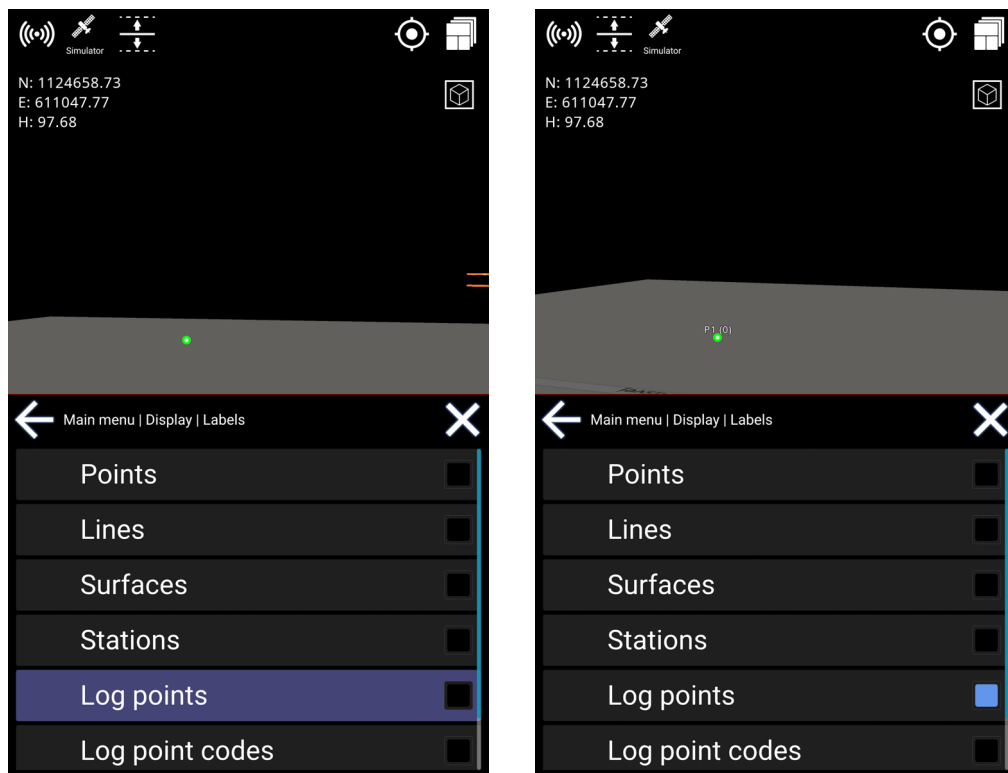 Simulator
N: 1124658.73
E: 611047.77
H: 97.68
Main menu | Display | Labels
Points
Lines
Surfaces
Stations
Log points
Log point codes
Simulator
N: 1124658.73
E: 611047.77
H: 97.68
P1 (0)
Main menu | Display | Labels
Points
Lines
Surfaces
Stations
Log points
Log point codes